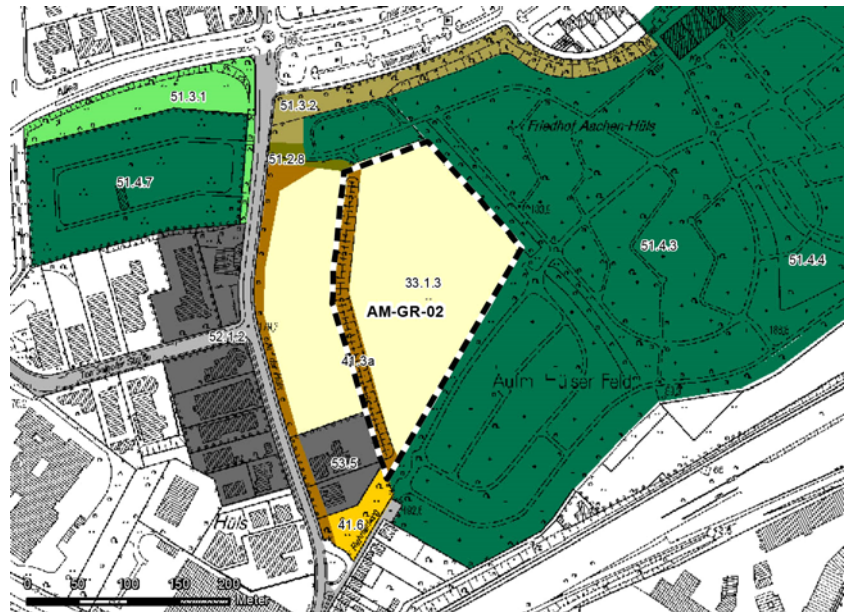 51.3.1
51.3.2
Friedhof Aachen-Hüls
51.2.8
51.4.7
51.4.3
51.4.4
33.1.3
AM-GR-02
52.1.2
41.3a
Aufm Hüser Feld
53.5
Hüls
41.6
0 50 100 150 200
Meter